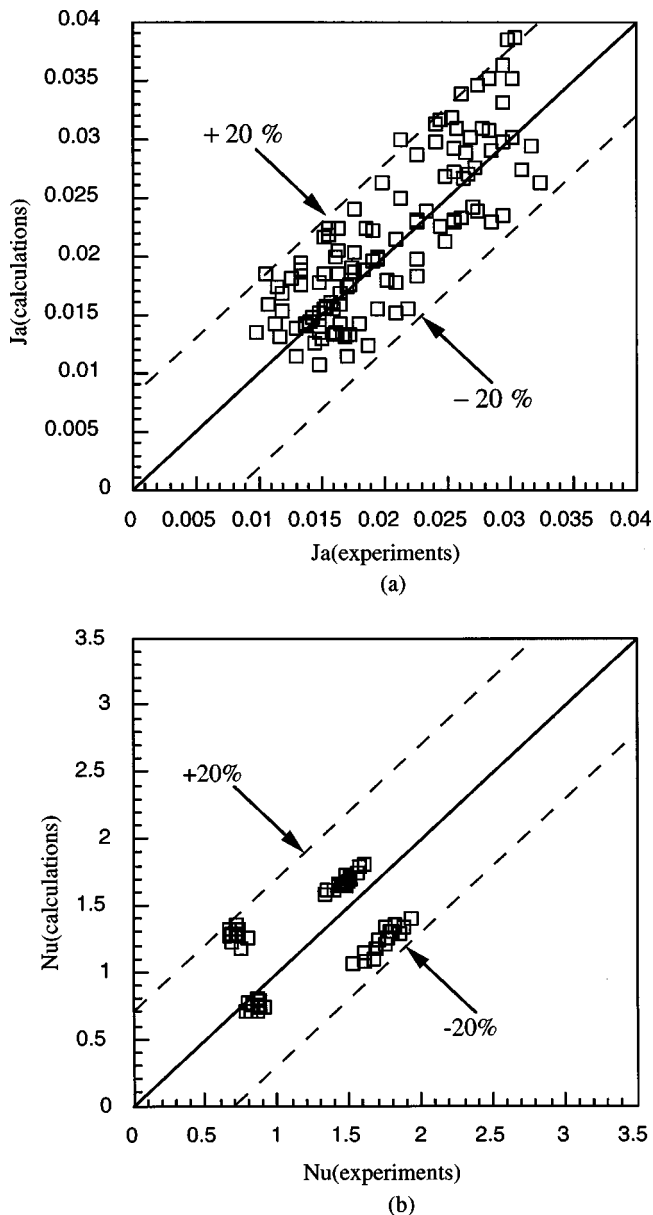 0.04
0.035
0.03
0.025
0.02
0.015
0.01
0.005
0
Ja(calculations)
+ 20 %
− 20 %
0 0.005 0.01 0.015 0.02 0.025 0.03 0.035 0.04
Ja(experiments)
(a)
3.5
3
2.5
2
1.5
1
0.5
0
Nu(calculations)
+20%
-20%
0 0.5 1 1.5 2 2.5 3 3.5
Nu(experiments)
(b)